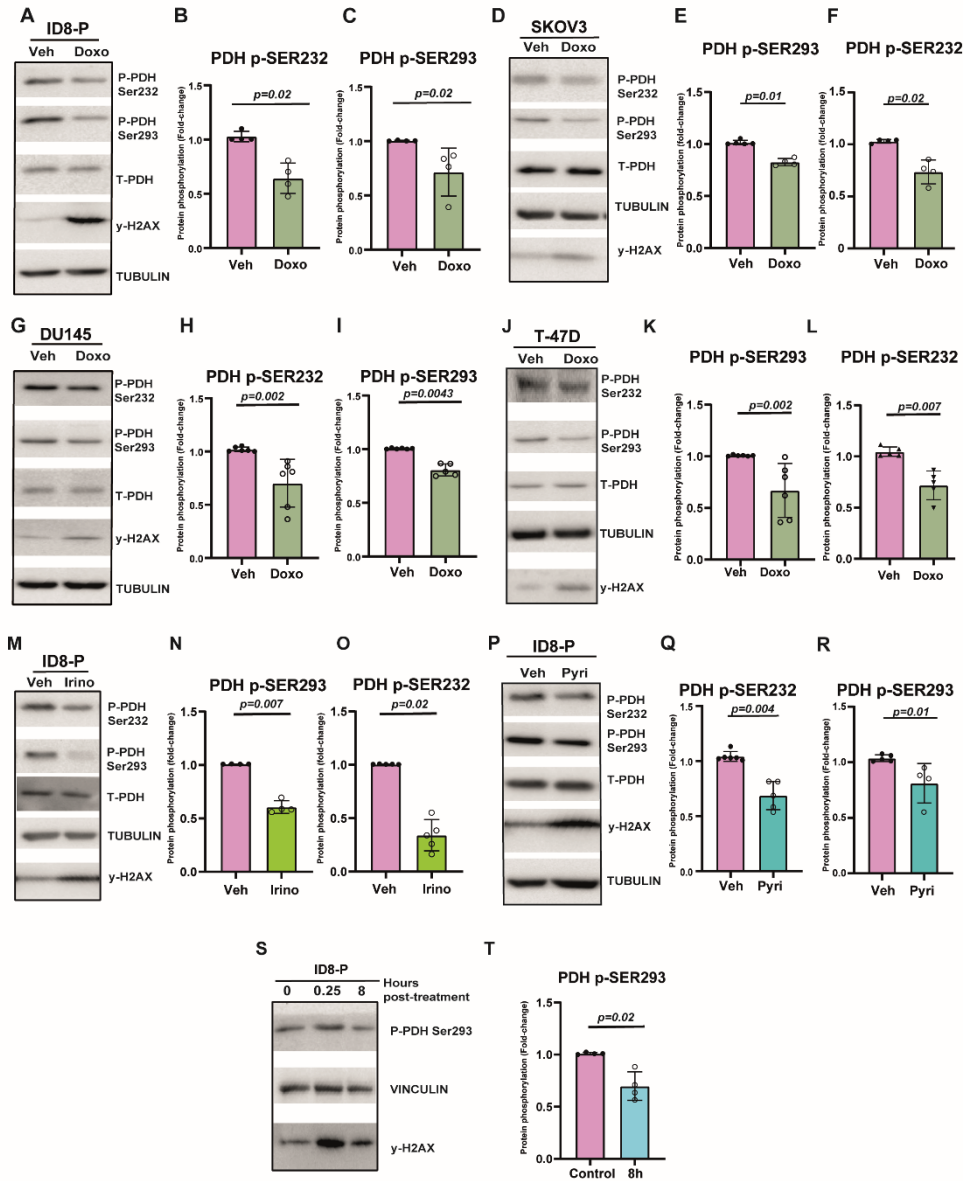 A
ID8-P
Veh Doxo
P-PDH
Ser232
P-PDH
Ser293
T-PDH
y-H2AX
TUBULIN
B
PDH p-SER232
Protein phosphorylation (Fold-change)
p=0.02
1.5
1.0
0.5
0.0
Veh Doxo
C
PDH p-SER293
Protein phosphorylation (Fold-change)
p=0.02
1.5
1.0
0.5
0.0
Veh Doxo
D
SKOV3
Veh Doxo
P-PDH
Ser232
P-PDH
Ser293
T-PDH
TUBULIN
y-H2AX
E
PDH p-SER293
Protein phosphorylation (Fold-change)
p=0.01
1.5
1.0
0.5
0.0
Veh Doxo
F
PDH p-SER232
Protein phosphorylation (Fold-change)
p=0.02
1.5
1.0
0.5
0.0
Veh Doxo
G
DU145
Veh Doxo
P-PDH
Ser232
P-PDH
Ser293
T-PDH
y-H2AX
TUBULIN
H
PDH p-SER232
Protein phosphorylation (Fold-change)
p=0.002
1.5
1.0
0.5
0.0
Veh Doxo
I
PDH p-SER293
Protein phosphorylation (Fold-change)
p=0.0043
1.5
1.0
0.5
0.0
Veh Doxo
J
T-47D
Veh Doxo
P-PDH
Ser232
P-PDH
Ser293
T-PDH
TUBULIN
y-H2AX
K
PDH p-SER293
Protein phosphorylation (Fold-change)
p=0.002
1.5
1.0
0.5
0.0
Veh Doxo
L
PDH p-SER232
Protein phosphorylation (Fold-change)
p=0.007
1.5
1.0
0.5
0.0
Veh Doxo
M
ID8-P
Veh Irino
P-PDH
Ser232
P-PDH
Ser293
T-PDH
TUBULIN
y-H2AX
N
PDH p-SER293
Protein phosphorylation (fold-change)
p=0.007
1.5
1.0
0.5
0.0
Veh Irino
O
PDH p-SER232
Protein phosphorylation (fold-change)
p=0.02
1.5
1.0
0.5
0.0
Veh Irino
P
ID8-P
Veh Pyri
P-PDH
Ser232
P-PDH
Ser293
T-PDH
y-H2AX
TUBULIN
Q
PDH p-SER232
Protein phosphorylation (Fold-change)
p=0.004
1.5
1.0
0.5
0.0
Veh Pyri
R
PDH p-SER293
Protein phosphorylation (Fold-change)
p=0.01
1.5
1.0
0.5
0.0
Veh Pyri
S
ID8-P
0 0.25 8 Hours
post-treatment
P-PDH Ser293
VINCULIN
y-H2AX
T
PDH p-SER293
Protein phosphorylation (Fold-change)
p=0.02
1.5
1.0
0.5
0.0
Control 8h